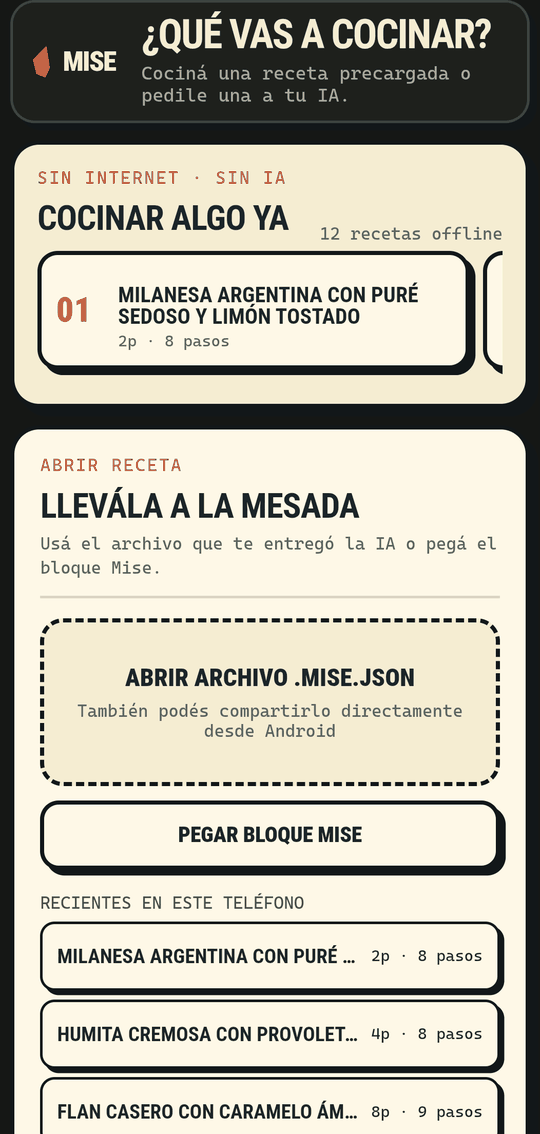 MISE
¿QUÉ VAS A COCINAR?
Cociná una receta precargada o
pedile una a tu IA.
SIN INTERNET · SIN IA
COCINAR ALGO YA
12 recetas offline
01
MILANESA ARGENTINA CON PURÉ
SEDOSO Y LIMÓN TOSTADO
2p · 8 pasos
ABRIR RECETA
LLEVÁLA A LA MESADA
Usá el archivo que te entregó la IA o pegá el
bloque Mise.
ABRIR ARCHIVO .MISE.JSON
También podés compartirlo directamente
desde Android
PEGAR BLOQUE MISE
RECIENTES EN ESTE TELÉFONO
MILANESA ARGENTINA CON PURÉ … 2p · 8 pasos
HUMITA CREMOSA CON PROVOLET… 4p · 8 pasos
FLAN CASERO CON CARAMELO ÁM… 8p · 9 pasos